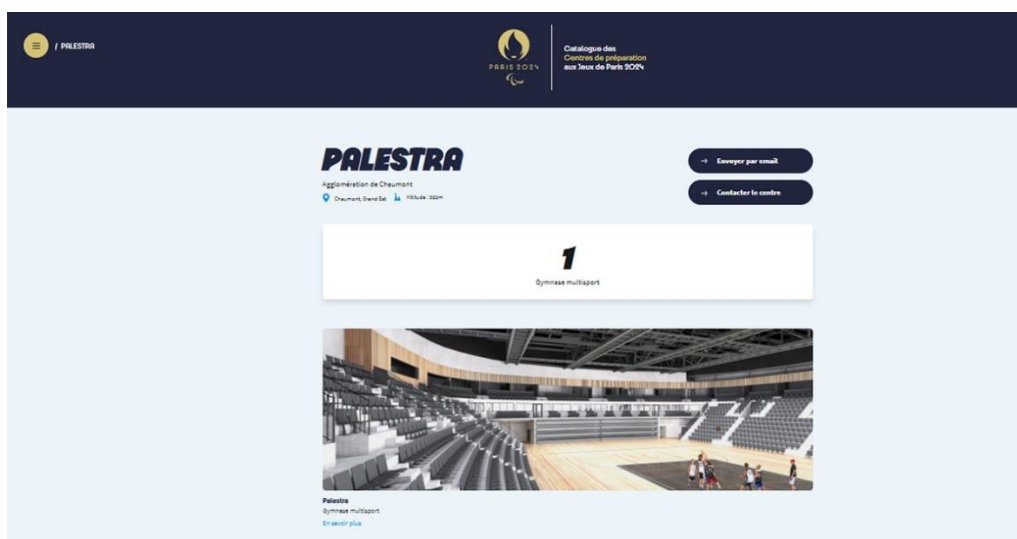 / PALESTRA
PARIS 2024
Catalogue des
Centres de préparation
aux Jeux de Paris 2024
PALESTRA
Agglomération de Chaumont
Chaumont, Grand Est
Altitude :
→ Envoyer par email
→ Contacter le centre
1
Gymnase multisport
Palestra
Gymnase multisport
En savoir plus